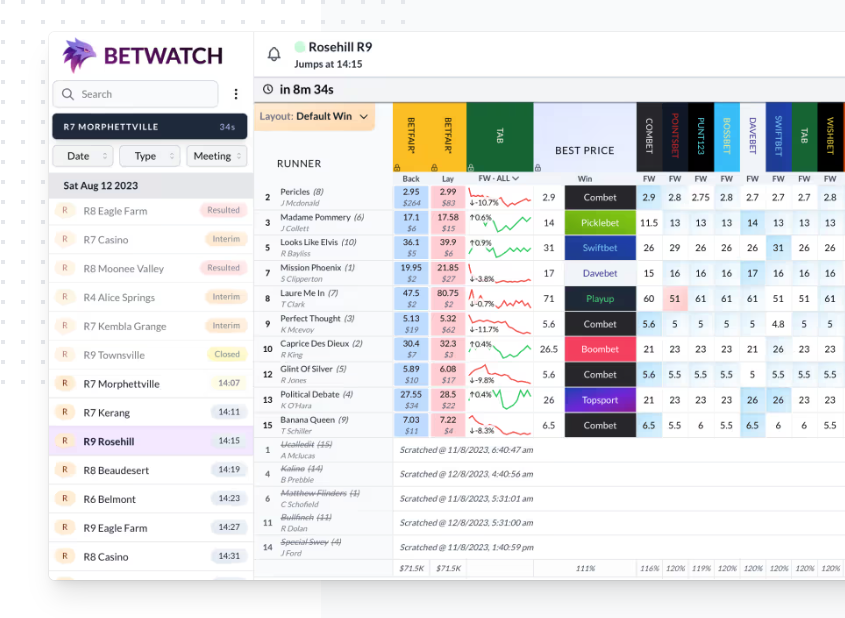 BETWATCH
Search
R7 MORPHETTVILLE 34s
Date Type Meeting
Sat Aug 12 2023
R R8 Eagle Farm Resulted
R R7 Casino Interim
R R8 Moonee Valley Resulted
R R4 Alice Springs Interim
R R7 Kembla Grange Interim
R R9 Townsville Closed
R R7 Morphettville 14:07
R R7 Kerang 14:11
R R9 Rosehill 14:15
R R8 Beaudesert 14:19
R R6 Belmont 14:23
R R9 Eagle Farm 14:27
R R8 Casino 14:31
Rosehill R9
Jumps at 14:15
in 8m 34s
Layout: Default Win
RUNNER BETFAIR* BETFAIR* TAB BEST PRICE COMBET POINTSBET PUNT123 BOSSBET DAVEBET SWIFTBET TAB WISHBET
Back Lay FW - ALL Win FW FW FW FW FW FW FW FW
2 Pericles (8) 2.95 2.99 2.9 Combet 2.9 2.8 2.75 2.8 2.7 2.7 2.7 2.8
J Mcdonald $264 $83 -10.7%
3 Madame Pommery (6) 17.1 17.58 0.6% 14 Picklebet 11.5 13 13 13 14 13 13 13
J Collett $6 $15
5 Looks Like Elvis (10) 36.1 39.9 0.9% 31 Swiftbet 26 29 26 26 26 31 26 26
R Bayliss $5 $6
7 Mission Phoenix (1) 19.95 21.85 17 Davebet 15 16 16 16 17 16 16 16
S Clipperton $2 $27 -3.8%
8 Laure Me In (7) 47.5 80.75 71 Playup 60 51 61 61 61 51 51 61
T Clark $2 $2 -0.7%
9 Perfect Thought (3) 5.13 5.32 5.6 Combet 5.6 5 5 5 5 4.8 5 5
K Mcevoy $19 $62 -11.7%
10 Caprice Des Dieux (2) 30.4 32.3 0.4% 26.5 Boombet 21 23 23 23 21 26 23 23
R King $7 $3
12 Glint Of Silver (5) 5.89 6.08 5.6 Combet 5.6 5.5 5.5 5.5 5 5.5 5.5 5.5
R Jones $10 $17 -9.8%
13 Political Debate (4) 27.55 28.5 0.4% 26 Topsport 21 23 23 23 26 26 23 23
K O'Hara $34 $22
15 Banana Queen (9) 7.03 7.22 6.5 Combet 6.5 5.5 6 5.5 6.5 6 6 5.5
T Schiller $11 $4 -8.3%
1 Ucalledit (15) Scratched @ 11/8/2023, 6:40:47 am
A Mclucas
4 Kalino (14) Scratched @ 12/8/2023, 4:40:56 am
B Prebble
6 Matthew Flinders (1) Scratched @ 11/8/2023, 5:31:01 am
C Schofield
11 Bullfinch (11) Scratched @ 12/8/2023, 5:31:00 am
R Dolan
14 Special Swey (4) Scratched @ 11/8/2023, 1:40:59 pm
J Ford
$71.5K $71.5K 111% 116% 120% 119% 120% 120% 120% 120% 120%